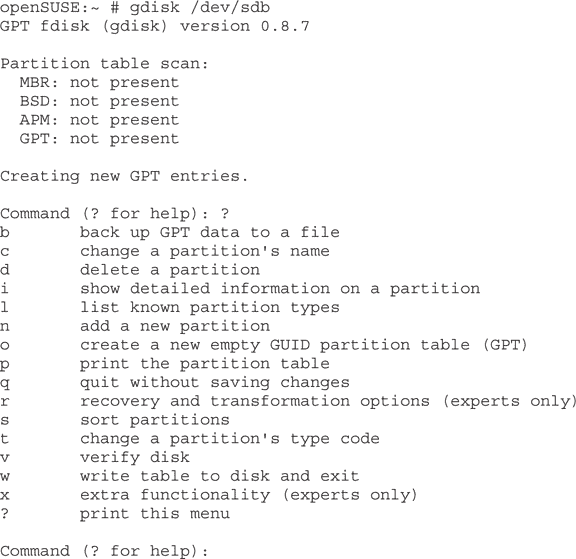 openSUSE:~ # gdisk /dev/sdb
GPT fdisk (gdisk) version 0.8.7
Partition table scan:
MBR: not present
BSD: not present
APM: not present
GPT: not present
Creating new GPT entries.
Command (? for help): ?
b back up GPT data to a file
c change a partition's name
d delete a partition
i show detailed information on a partition
l list known partition types
n add a new partition
o create a new empty GUID partition table (GPT)
p print the partition table
q quit without saving changes
r recovery and transformation options (experts only)
s sort partitions
t change a partition's type code
v verify disk
w write table to disk and exit
x extra functionality (experts only)
? print this menu
Command (? for help):